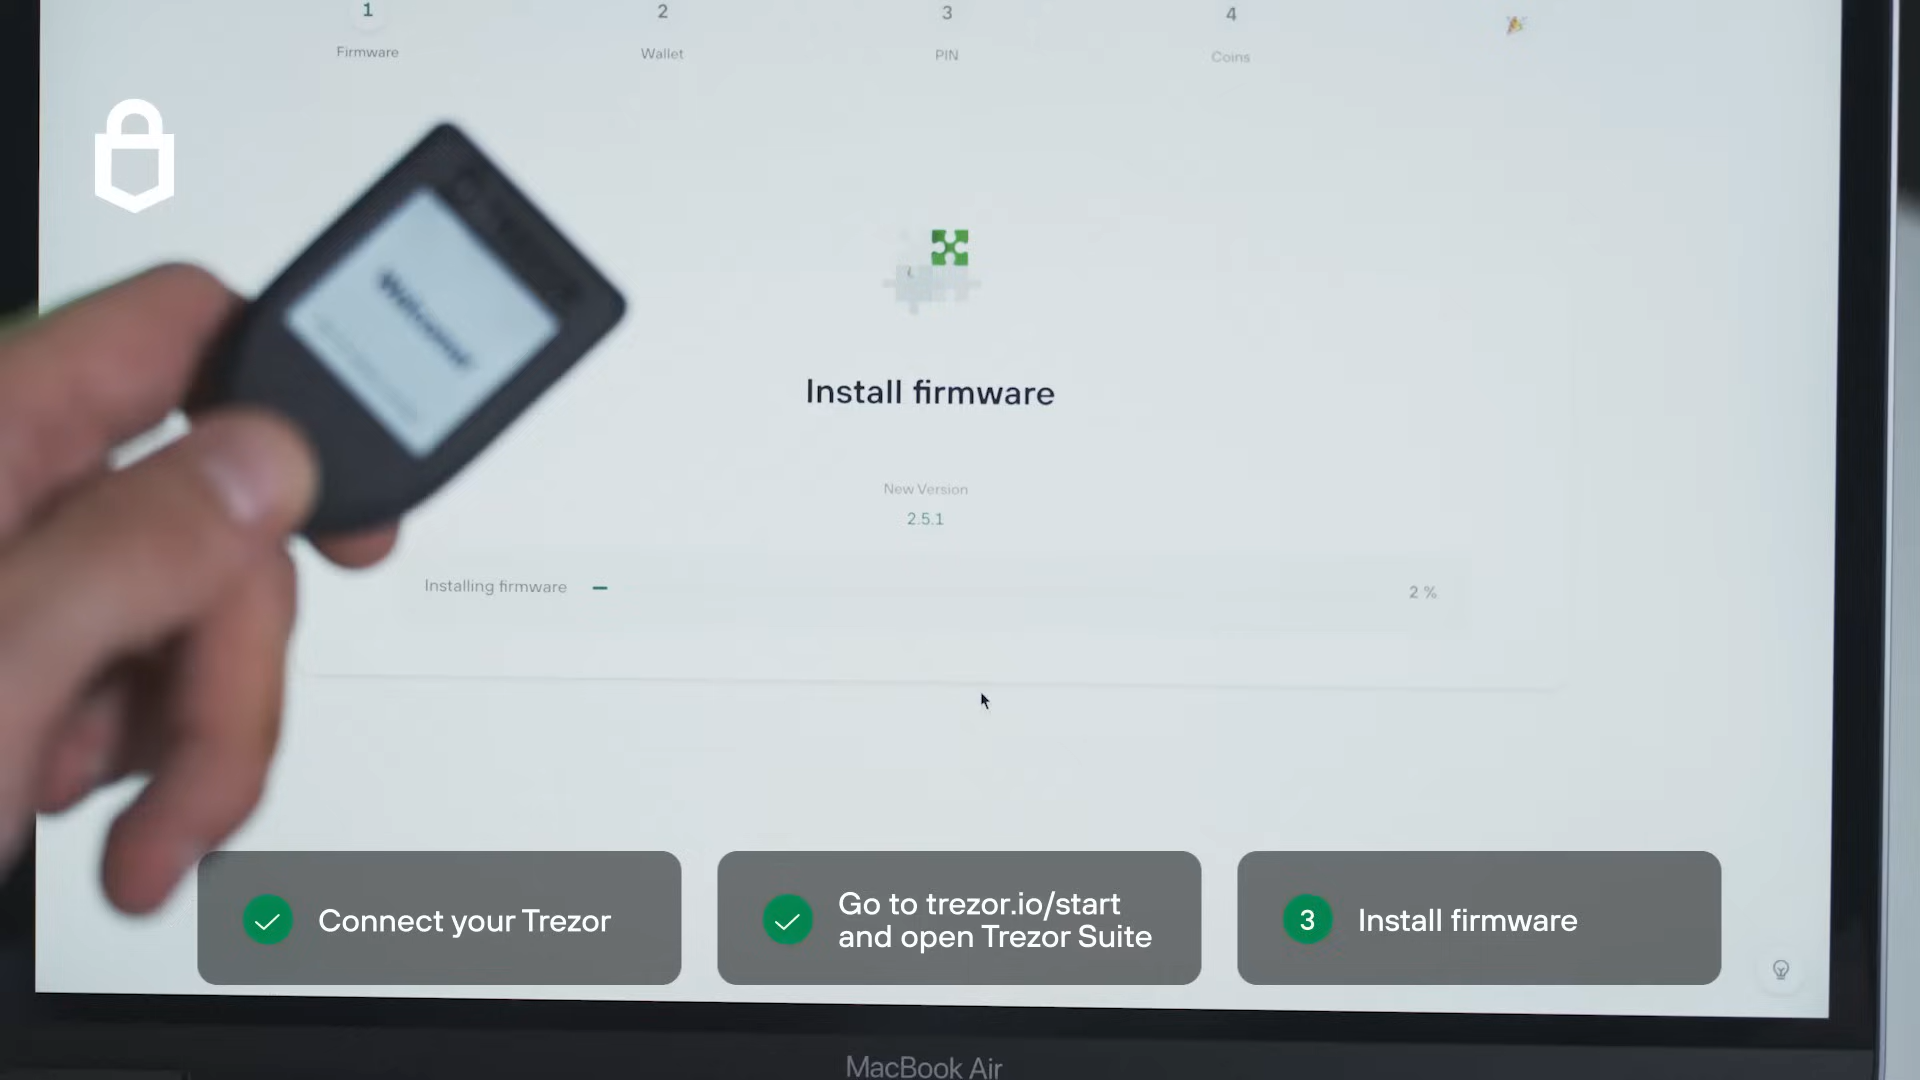 1
Firmware
2
Wallet
3
PIN
4
Coins
Welcome
Install firmware
New Version
2.5.1
Installing firmware
2 %
Connect your Trezor
Go to trezor.io/start
and open Trezor Suite
3
Install firmware
MacBook Air